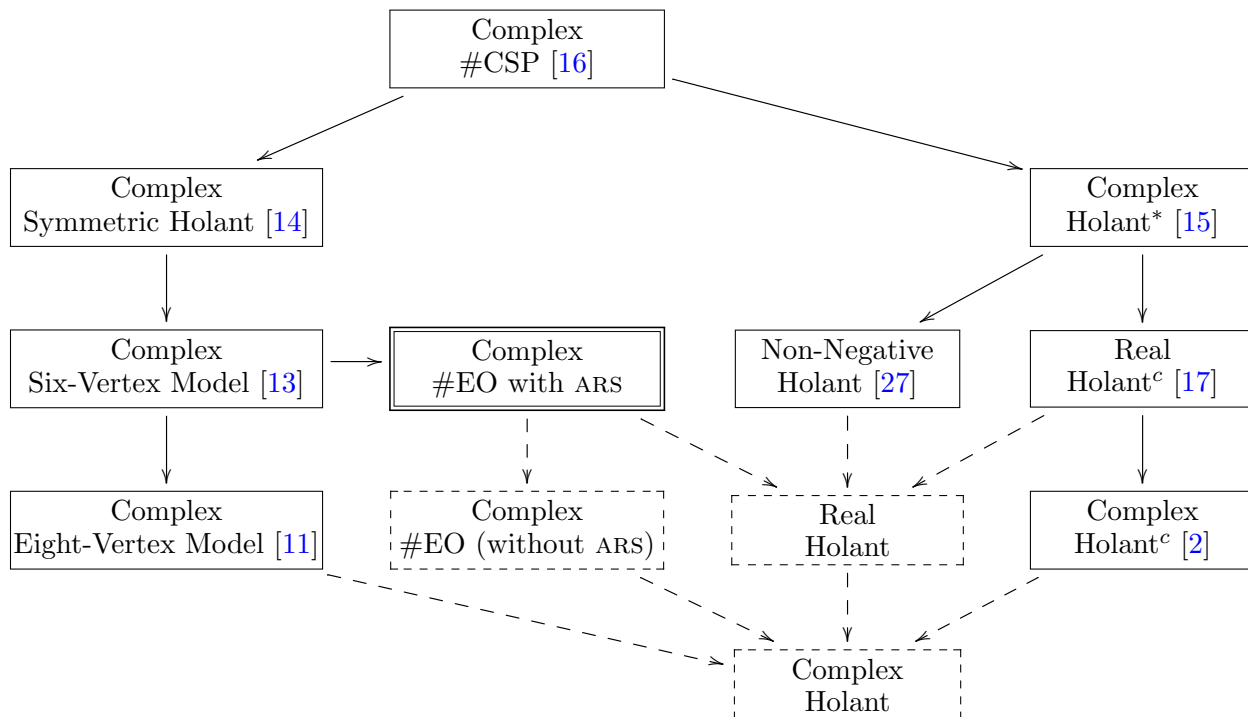 Complex
#CSP [16]
Complex
Symmetric Holant [14]
Complex
Holant* [15]
Complex
Six-Vertex Model [13]
Complex
#EO with ARS
Non-Negative
Holant [27]
Real
Holantᶜ [17]
Complex
Eight-Vertex Model [11]
Complex
#EO (without ARS)
Real
Holant
Complex
Holantᶜ [2]
Complex
Holant